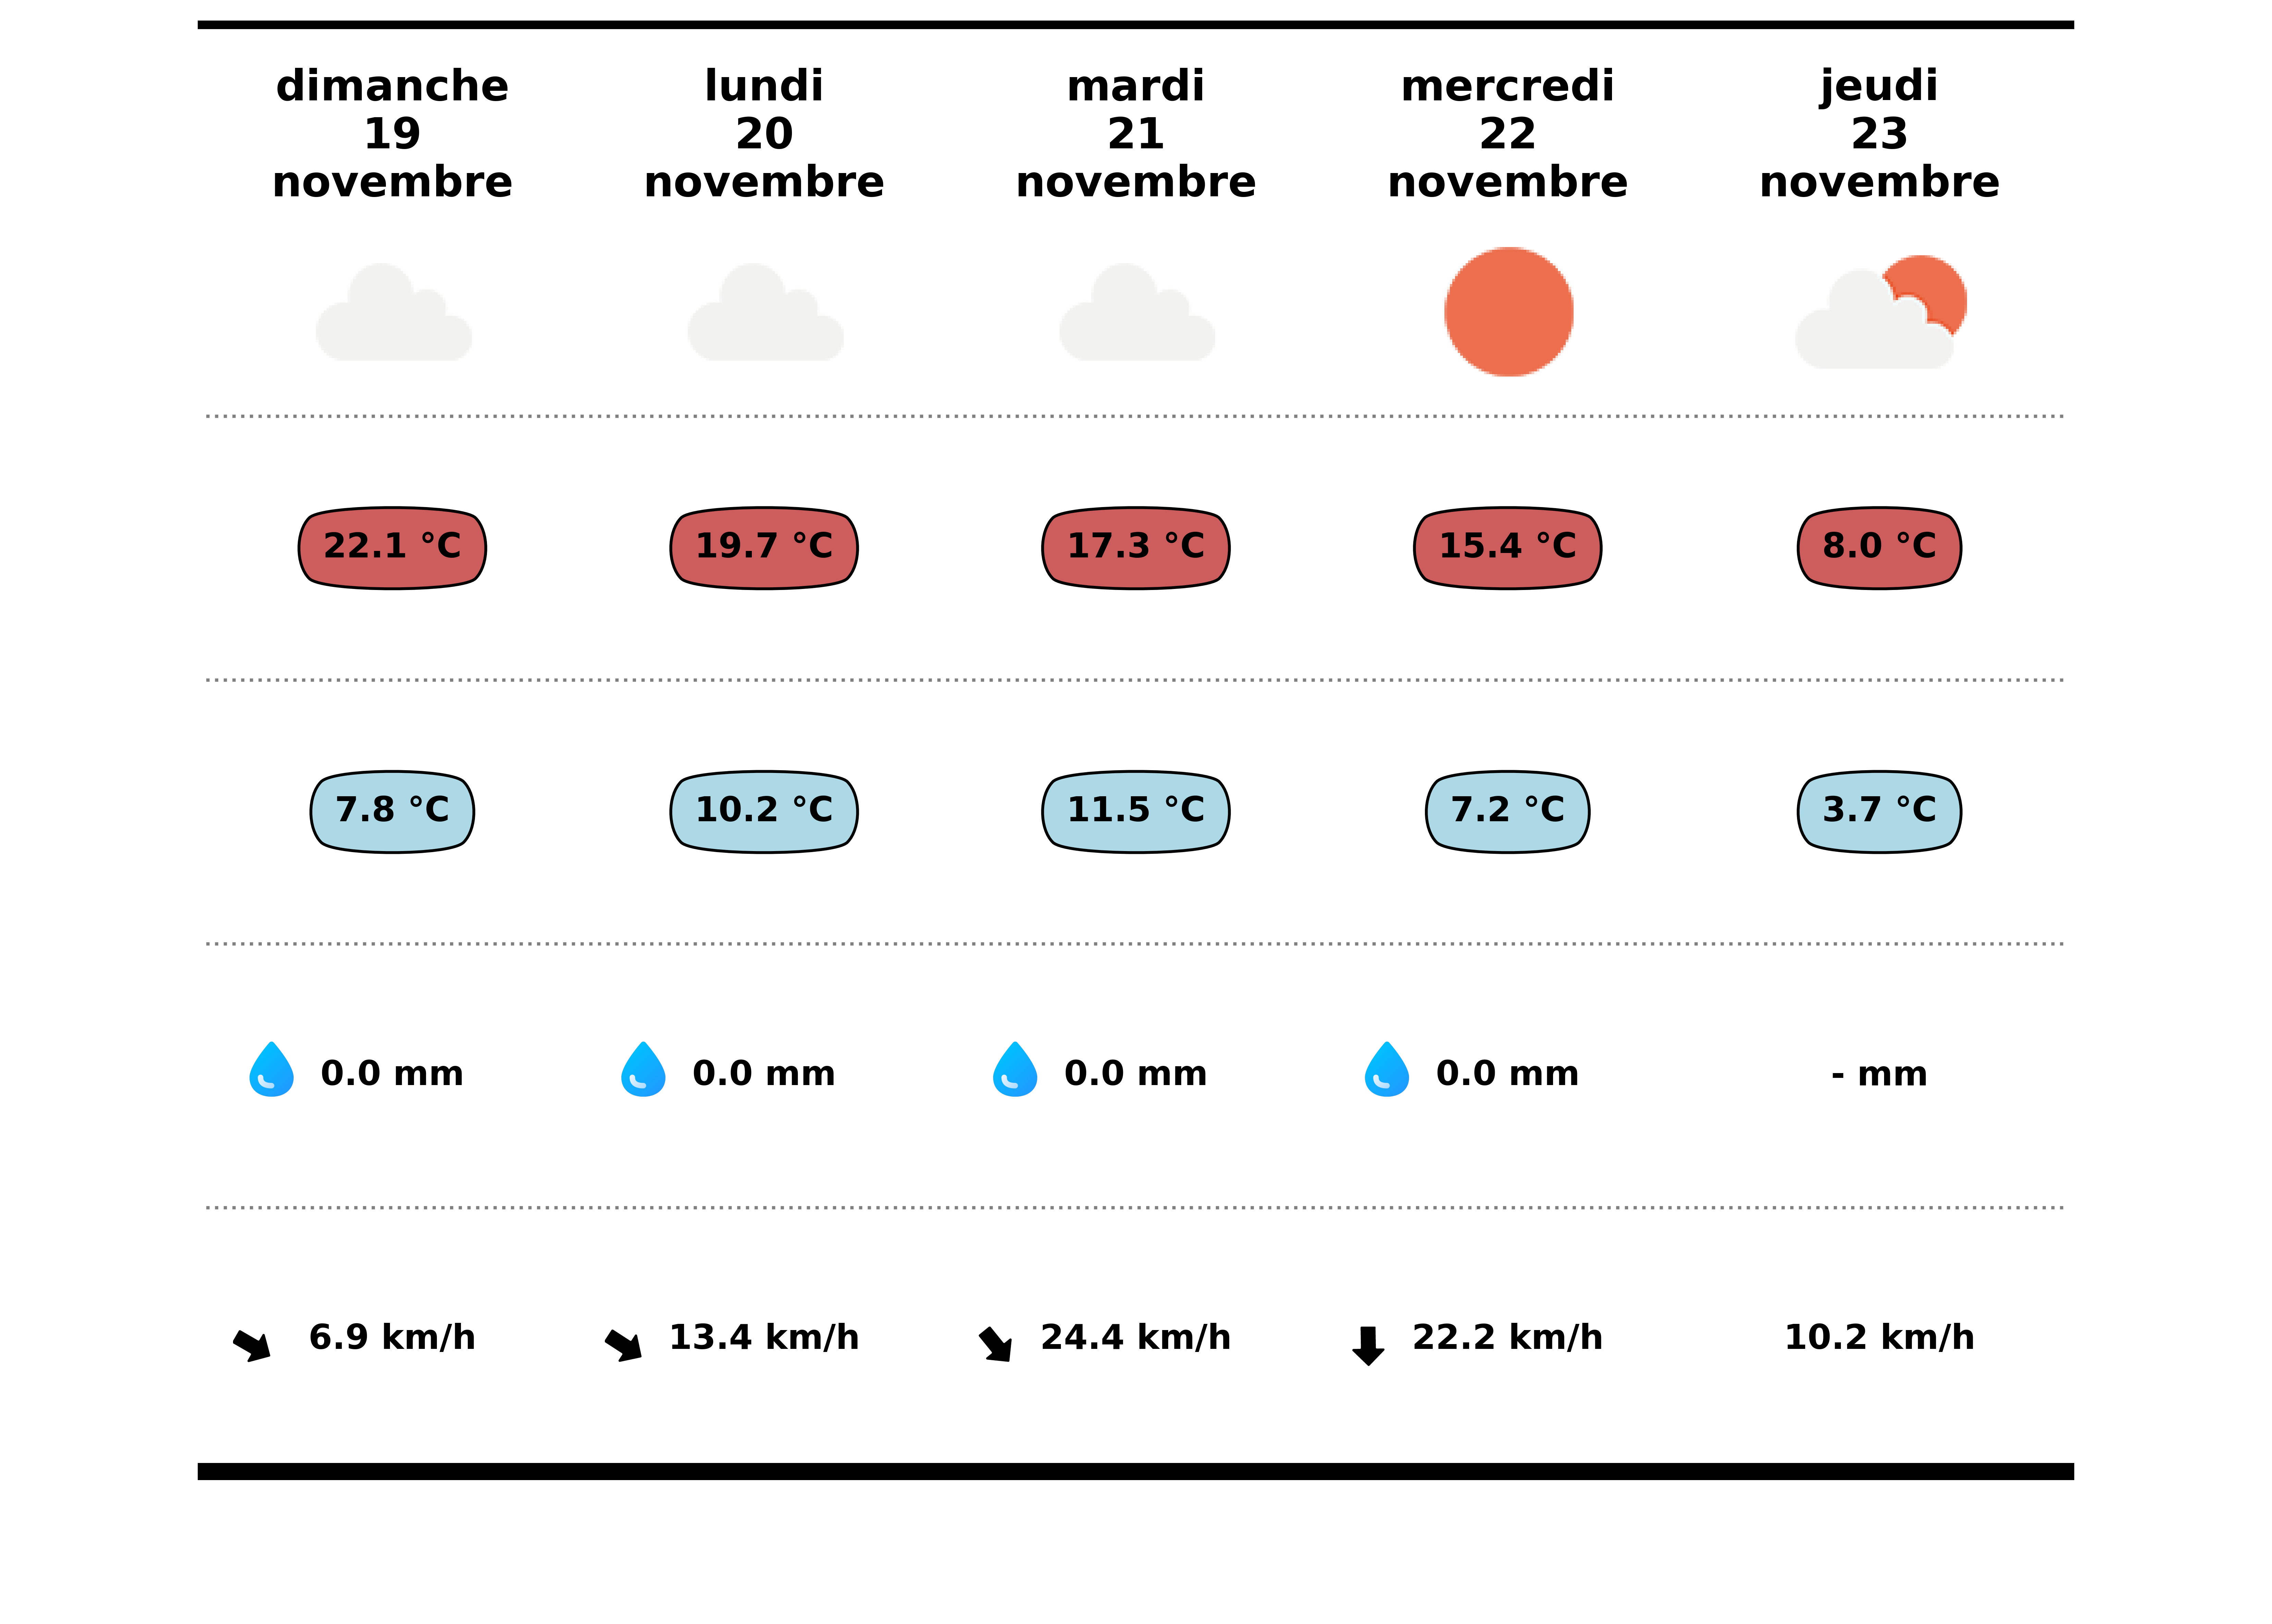 dimanche
19
novembre
lundi
20
novembre
mardi
21
novembre
mercredi
22
novembre
jeudi
23
novembre
22.1 °C
19.7 °C
17.3 °C
15.4 °C
8.0 °C
7.8 °C
10.2 °C
11.5 °C
7.2 °C
3.7 °C
0.0 mm
0.0 mm
0.0 mm
0.0 mm
- mm
6.9 km/h
13.4 km/h
24.4 km/h
22.2 km/h
10.2 km/h